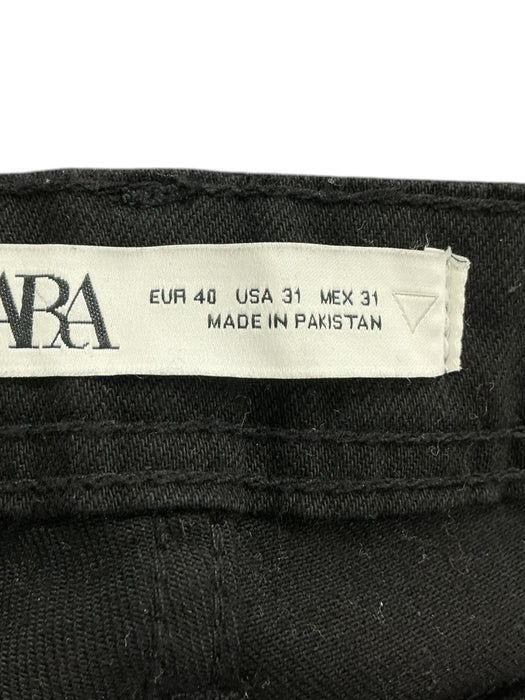 ARA
EUR 40 USA 31 MEX 31
MADE IN PAKISTAN